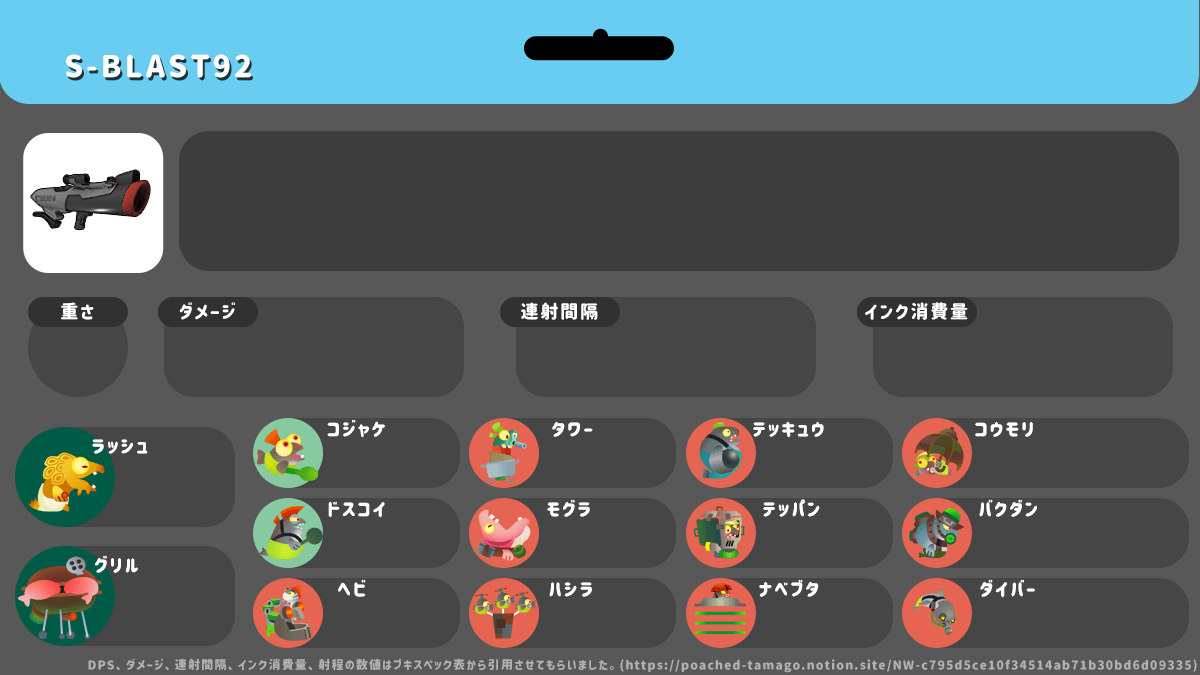 S-BLAST92
重さ
ダメージ
連射間隔
インク消費量
ラッシュ
コジャケ
タワー
テッキュウ
コウモリ
ドスコイ
モグラ
テッパン
バクダン
グリル
ヘビ
ハシラ
ナベブタ
ダイバー
DPS、ダメージ、連射間隔、インク消費量、射程の数値はブキスペック表から引用させてもらいました。(https://poached-tamago.notion.site/NW-c795d5ce10f34514ab71b30bd6d09335)